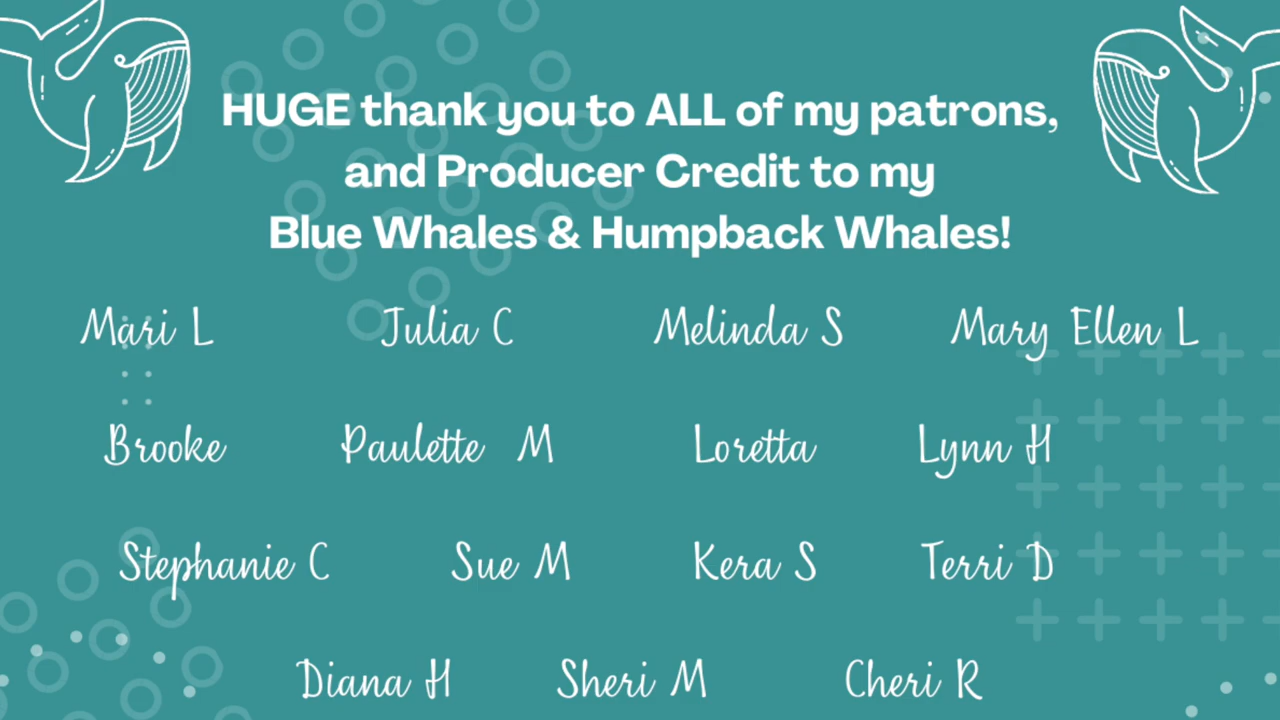 HUGE thank you to ALL of my patrons,
and Producer Credit to my
Blue Whales & Humpback Whales!
Mari L Julia C Melinda S Mary Ellen L
Brooke Paulette M Loretta Lynn H
Stephanie C Sue M Kera S Terri D
Diana H Sheri M Cheri R